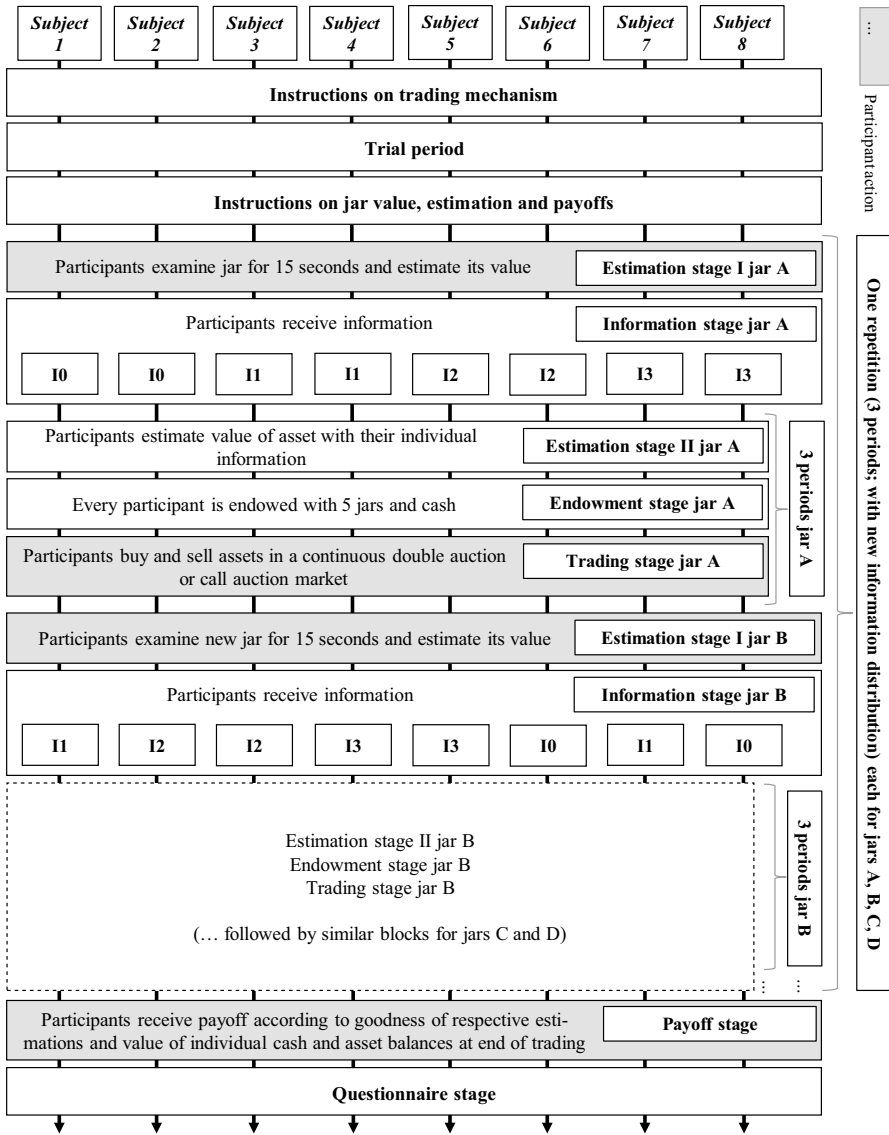 Subject 1
Subject 2
Subject 3
Subject 4
Subject 5
Subject 6
Subject 7
Subject 8
...
Participant action
Instructions on trading mechanism
Trial period
Instructions on jar value, estimation and payoffs
Participants examine jar for 15 seconds and estimate its value
Estimation stage I jar A
Participants receive information
Information stage jar A
I0
I0
I1
I1
I2
I2
I3
I3
Participants estimate value of asset with their individual
information
Estimation stage II jar A
Every participant is endowed with 5 jars and cash
Endowment stage jar A
Participants buy and sell assets in a continuous double auction
or call auction market
Trading stage jar A
3 periods jar A
Participants examine new jar for 15 seconds and estimate its value
Estimation stage I jar B
Participants receive information
Information stage jar B
I1
I2
I2
I3
I3
I0
I1
I0
Estimation stage II jar B
Endowment stage jar B
Trading stage jar B
(… followed by similar blocks for jars C and D)
3 periods jar B
...
...
One repetition (3 periods; with new information distribution) each for jars A, B, C, D
Participants receive payoff according to goodness of respective esti-
mations and value of individual cash and asset balances at end of trading
Payoff stage
Questionnaire stage